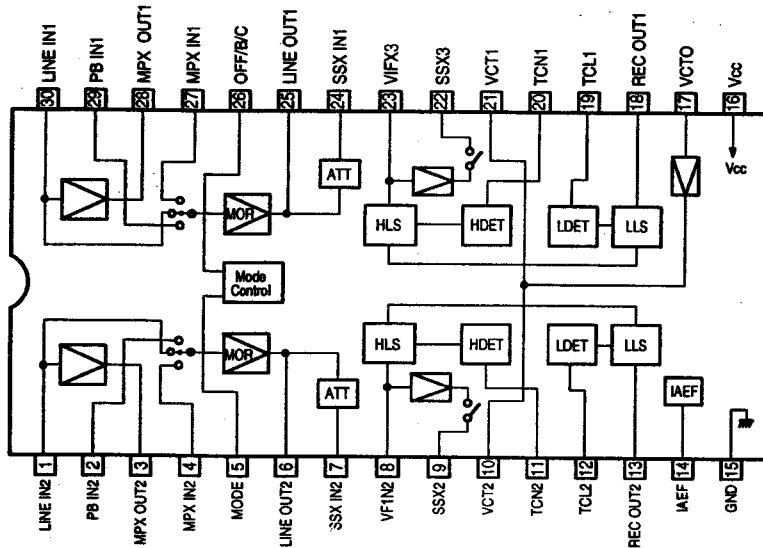 LINE IN1
PB IN1
MPX OUT1
MPX IN1
OFF/B/C
LINE OUT1
SSX IN1
VIFX3
SSX3
VCT1
TCN1
TCL1
REC OUT1
VCTO
Vcc
30
29
28
27
26
25
24
23
22
21
20
19
18
17
16
ATT
Vcc
MOR
HLS
HDET
LDET
LLS
Mode
Control
MOR
HLS
HDET
LDET
LLS
ATT
IAEF
1
2
3
4
5
6
7
8
9
10
11
12
13
14
15
LINE IN2
PB IN2
MPX OUT2
MPX IN2
MODE
LINE OUT2
SSX IN2
VF1N2
SSX2
VCT2
TCN2
TCL2
REC OUT2
IAEF
GND